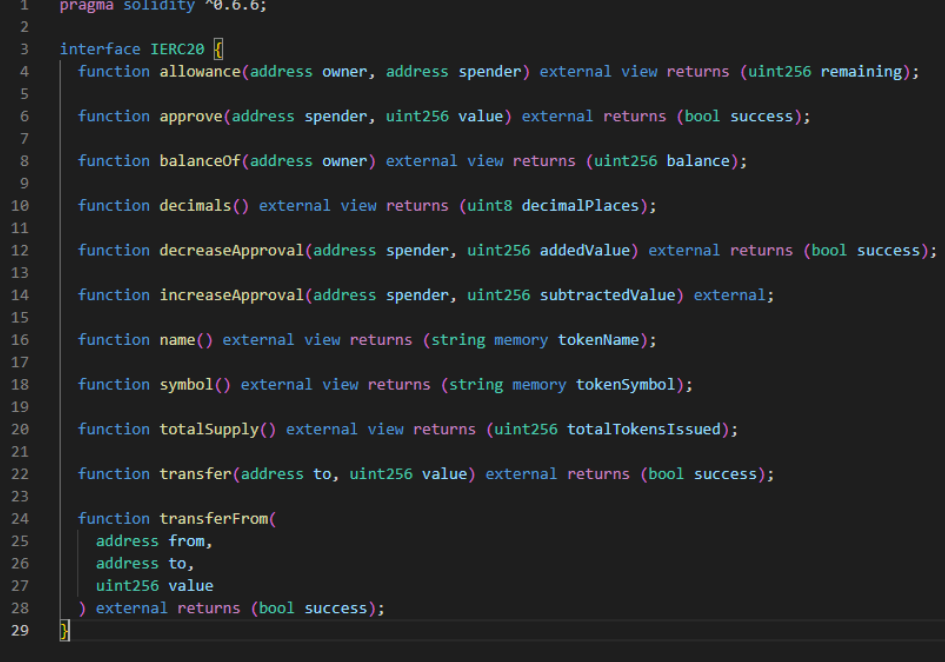 1 pragma solidity ^0.6.6;
2
3 interface IERC20 {
4 function allowance(address owner, address spender) external view returns (uint256 remaining);
5
6 function approve(address spender, uint256 value) external returns (bool success);
7
8 function balanceOf(address owner) external view returns (uint256 balance);
9
10 function decimals() external view returns (uint8 decimalPlaces);
11
12 function decreaseApproval(address spender, uint256 addedValue) external returns (bool success);
13
14 function increaseApproval(address spender, uint256 subtractedValue) external;
15
16 function name() external view returns (string memory tokenName);
17
18 function symbol() external view returns (string memory tokenSymbol);
19
20 function totalSupply() external view returns (uint256 totalTokensIssued);
21
22 function transfer(address to, uint256 value) external returns (bool success);
23
24 function transferFrom(
25 address from,
26 address to,
27 uint256 value
28 ) external returns (bool success);
29 }